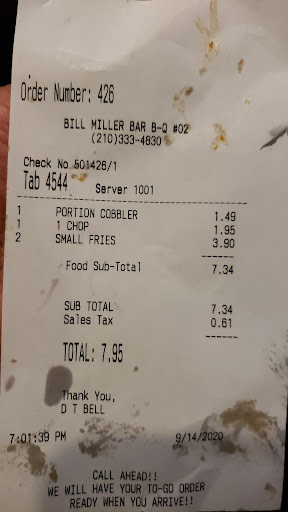 Order Number: 426
BILL MILLER BAR B-Q #02
(210)333-4830
Check No 501426/1
Tab 4544 Server 1001
1 PORTION COBBLER 1.49
1 1 CHOP 1.95
2 SMALL FRIES 3.90
Food Sub-Total 7.34
SUB TOTAL 7.34
Sales Tax 0.61
TOTAL: 7.95
Thank You,
D T BELL
7:01:39 PM 9/14/2020
CALL AHEAD!!
WE WILL HAVE YOUR TO-GO ORDER
READY WHEN YOU ARRIVE!!